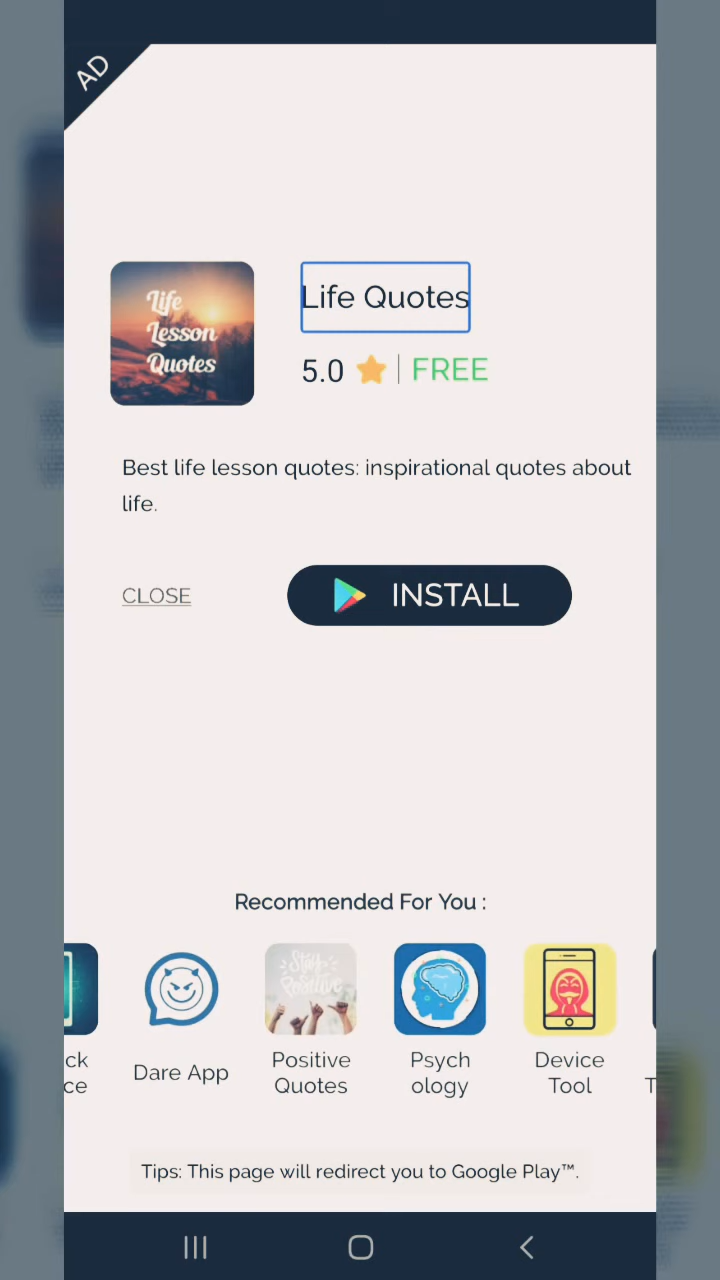 AD
Life
Lesson
Quotes
Life Quotes
5.0 | FREE
Best life lesson quotes: inspirational quotes about
life.
CLOSE
INSTALL
Recommended For You :
Stay
Positive
ck
ce
Dare App
Positive
Quotes
Psych
ology
Device
Tool
T
Tips: This page will redirect you to Google Play™.